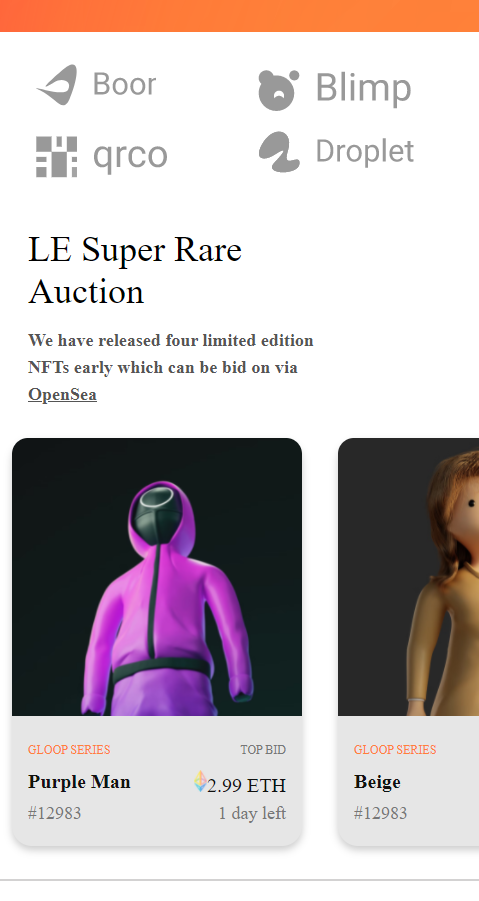 Boor
Blimp
qrco
Droplet
LE Super Rare
Auction
We have released four limited edition
NFTs early which can be bid on via
OpenSea
GLOOP SERIES
TOP BID
Purple Man
2.99 ETH
#12983
1 day left
GLOOP SERIES
Beige
#12983